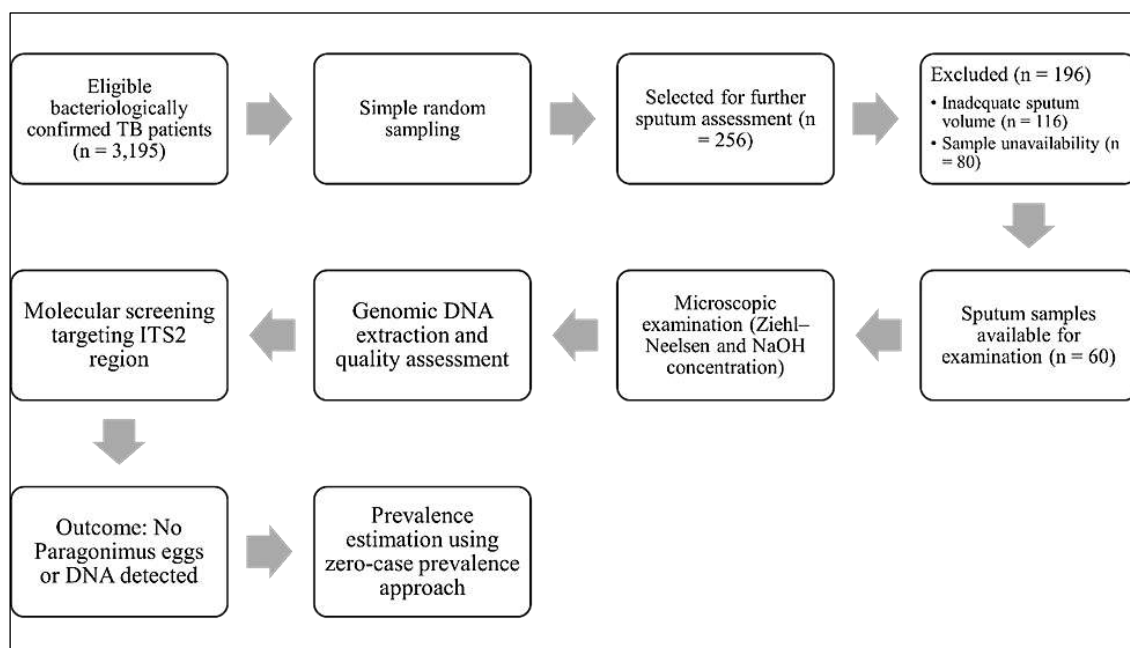 Eligible
bacteriologically
confirmed TB patients
(n = 3,195)
Simple random
sampling
Selected for further
sputum assessment (n
= 256)
Excluded (n = 196)
• Inadequate sputum
volume (n = 116)
• Sample unavailability (n
= 80)
Sputum samples
available for
examination (n = 60)
Microscopic
examination (Ziehl–
Neelsen and NaOH
concentration)
Genomic DNA
extraction and
quality assessment
Molecular screening
targeting ITS2
region
Outcome: No
Paragonimus eggs
or DNA detected
Prevalence
estimation using
zero-case prevalence
approach